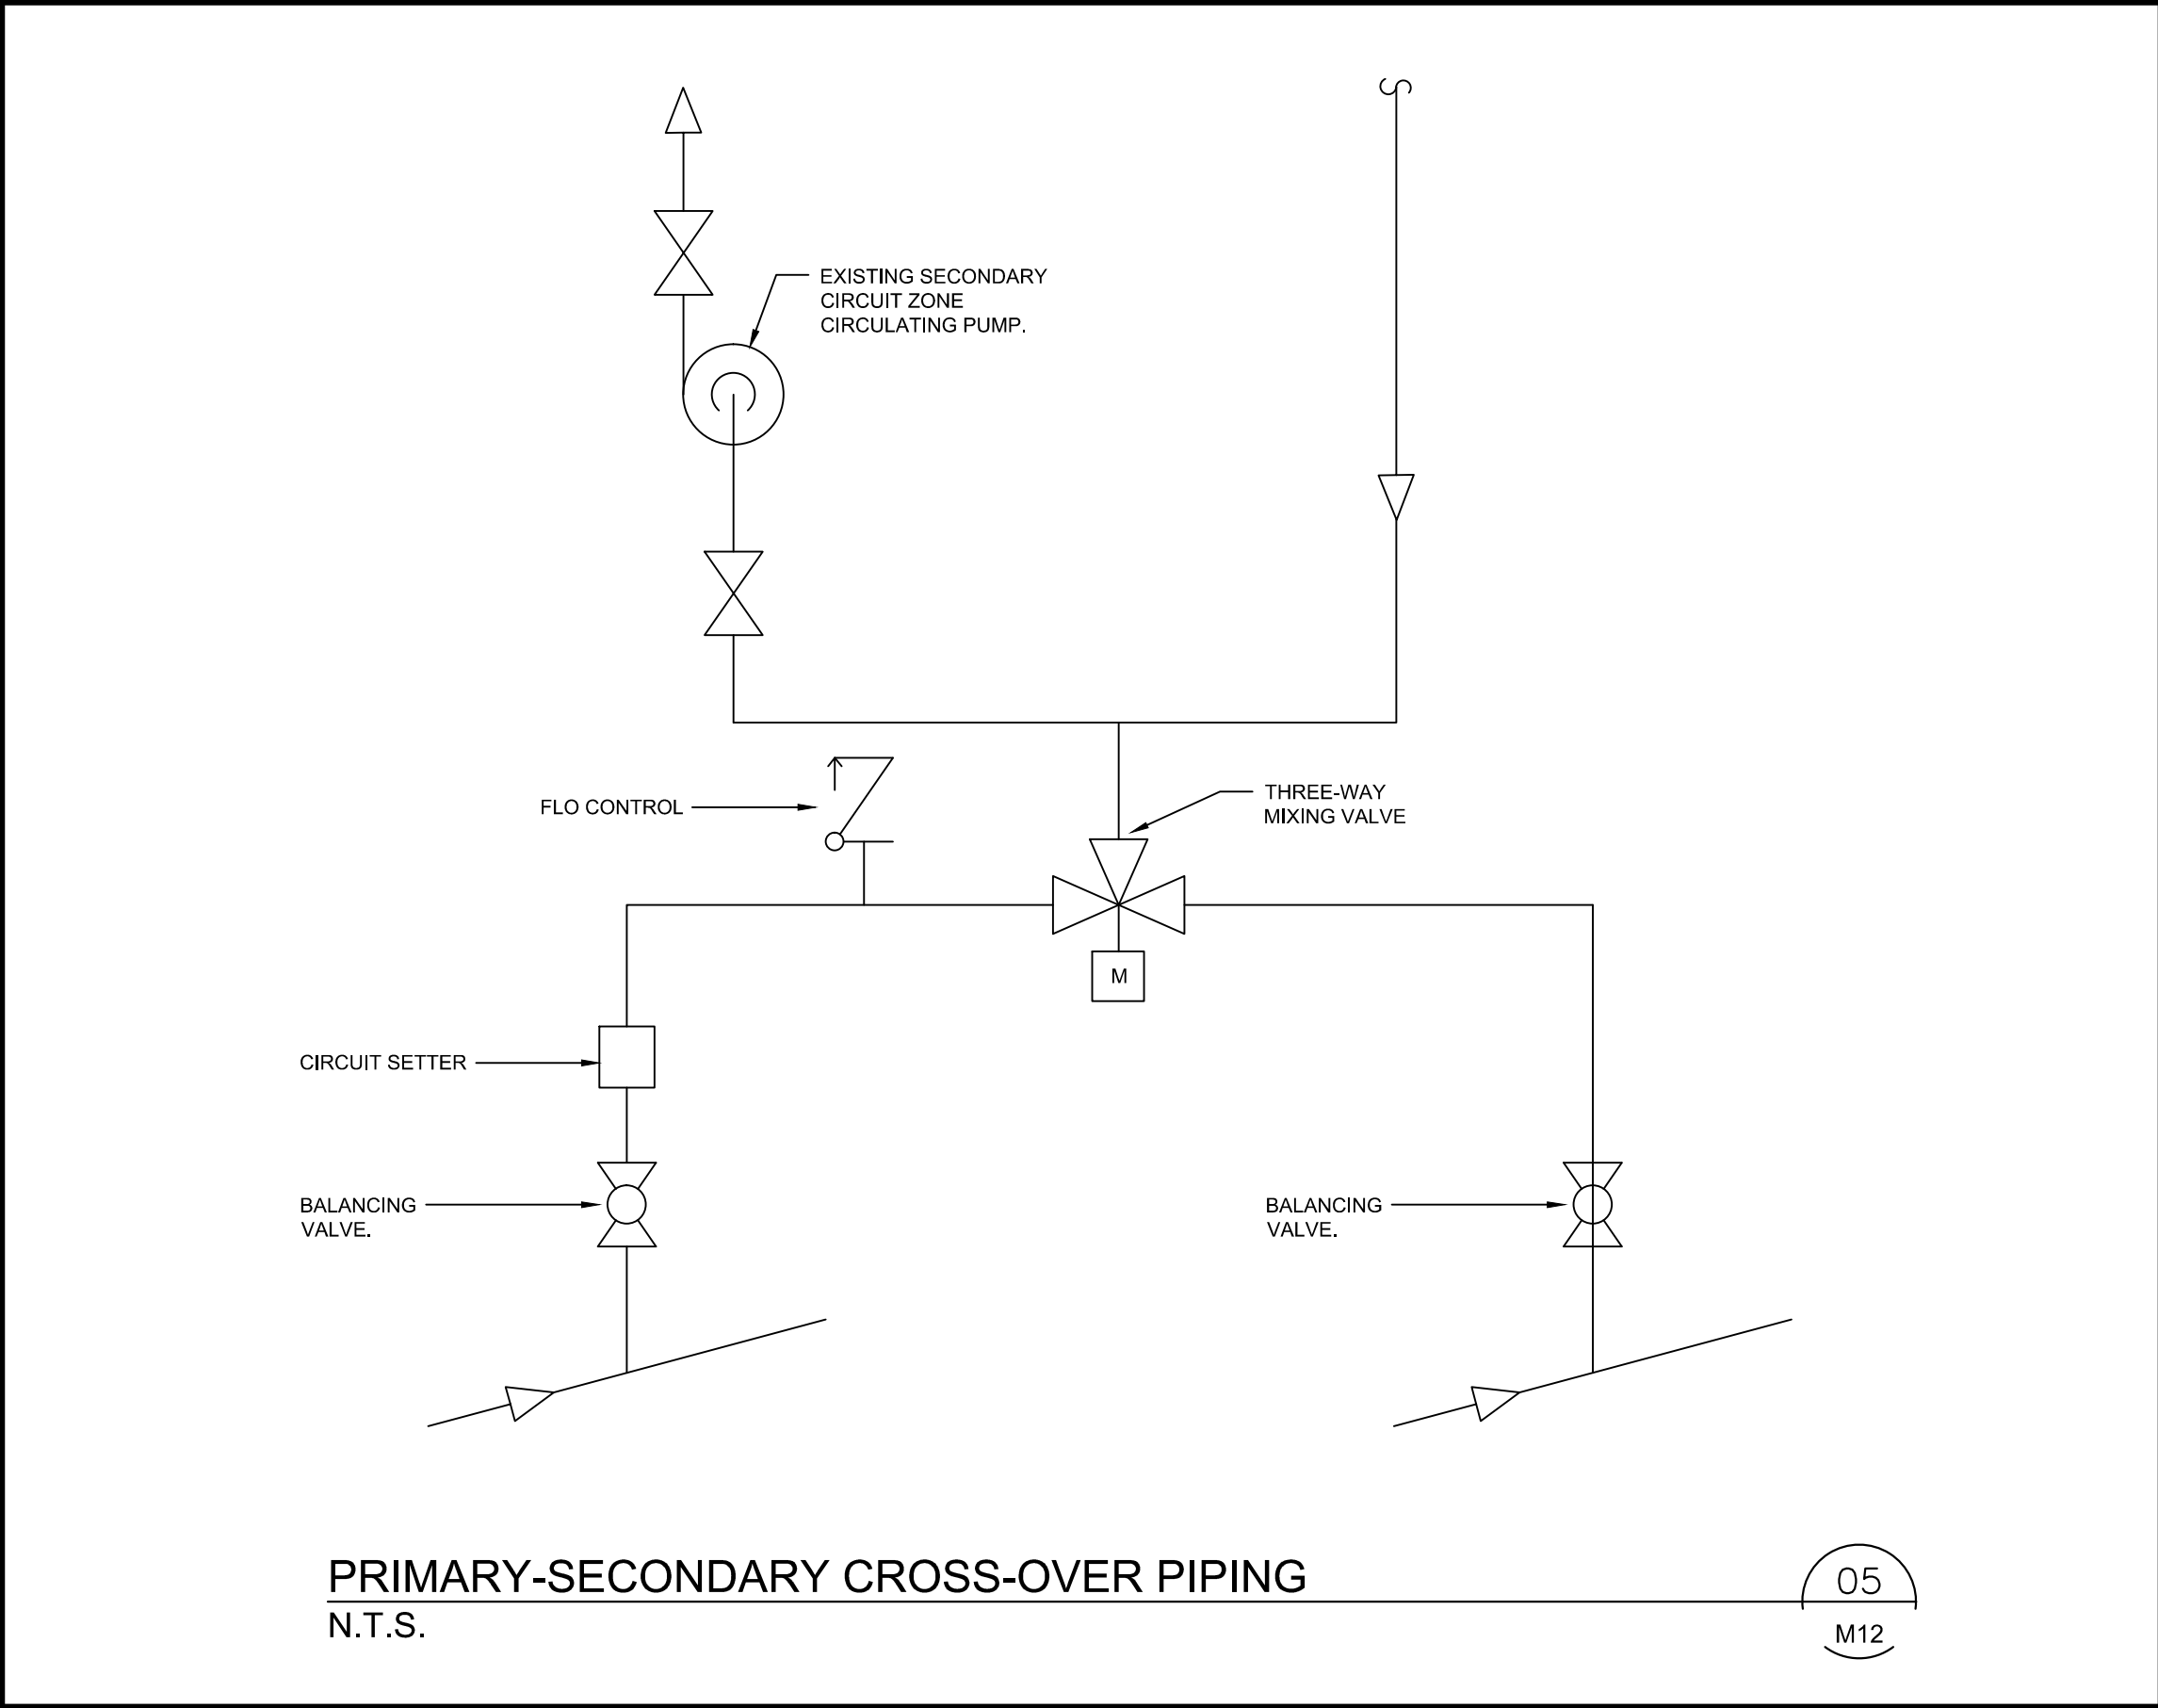 EXISTING SECONDARY
CIRCUIT ZONE
CIRCULATING PUMP.
FLO CONTROL
THREE-WAY
MIXING VALVE
M
CIRCUIT SETTER
BALANCING
VALVE.
BALANCING
VALVE.
PRIMARY-SECONDARY CROSS-OVER PIPING
N.T.S.
05
M12